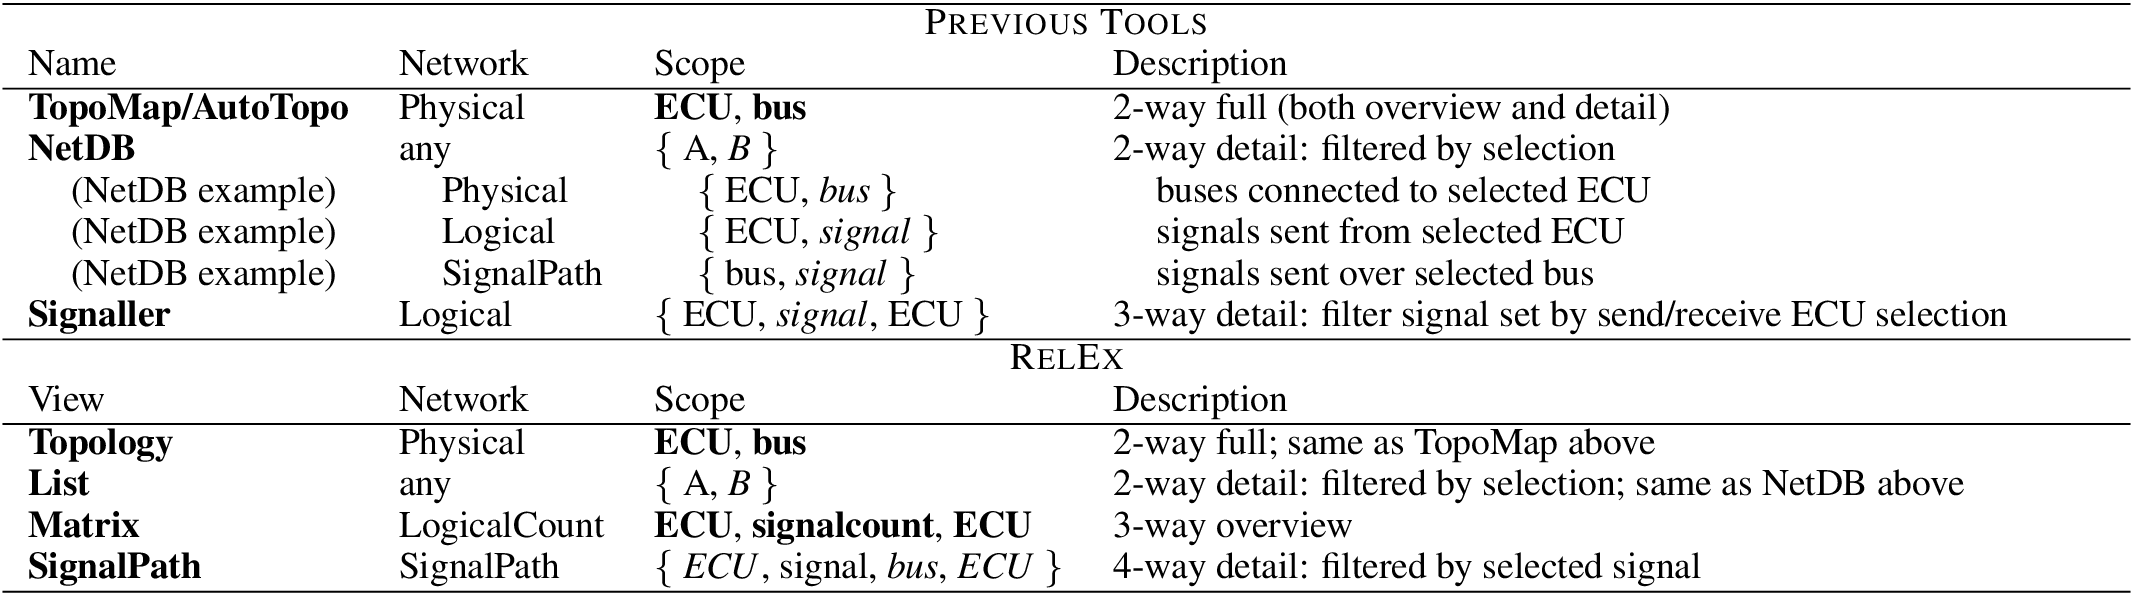 PREVIOUS TOOLS
Name Network Scope Description
TopoMap/AutoTopo Physical ECU, bus 2-way full (both overview and detail)
NetDB any { A, B } 2-way detail: filtered by selection
(NetDB example) Physical { ECU, bus } buses connected to selected ECU
(NetDB example) Logical { ECU, signal } signals sent from selected ECU
(NetDB example) SignalPath { bus, signal } signals sent over selected bus
Signaller Logical { ECU, signal, ECU } 3-way detail: filter signal set by send/receive ECU selection
RELEX
View Network Scope Description
Topology Physical ECU, bus 2-way full; same as TopoMap above
List any { A, B } 2-way detail: filtered by selection; same as NetDB above
Matrix LogicalCount ECU, signalcount, ECU 3-way overview
SignalPath SignalPath { ECU, signal, bus, ECU } 4-way detail: filtered by selected signal